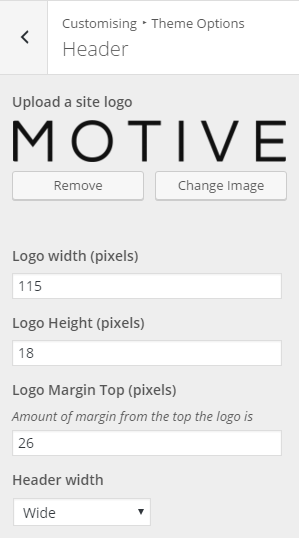 Customising ‣ Theme Options
Header
Upload a site logo
MOTIVE
Remove
Change Image
Logo width (pixels)
115
Logo Height (pixels)
18
Logo Margin Top (pixels)
Amount of margin from the top the logo is
26
Header width
Wide